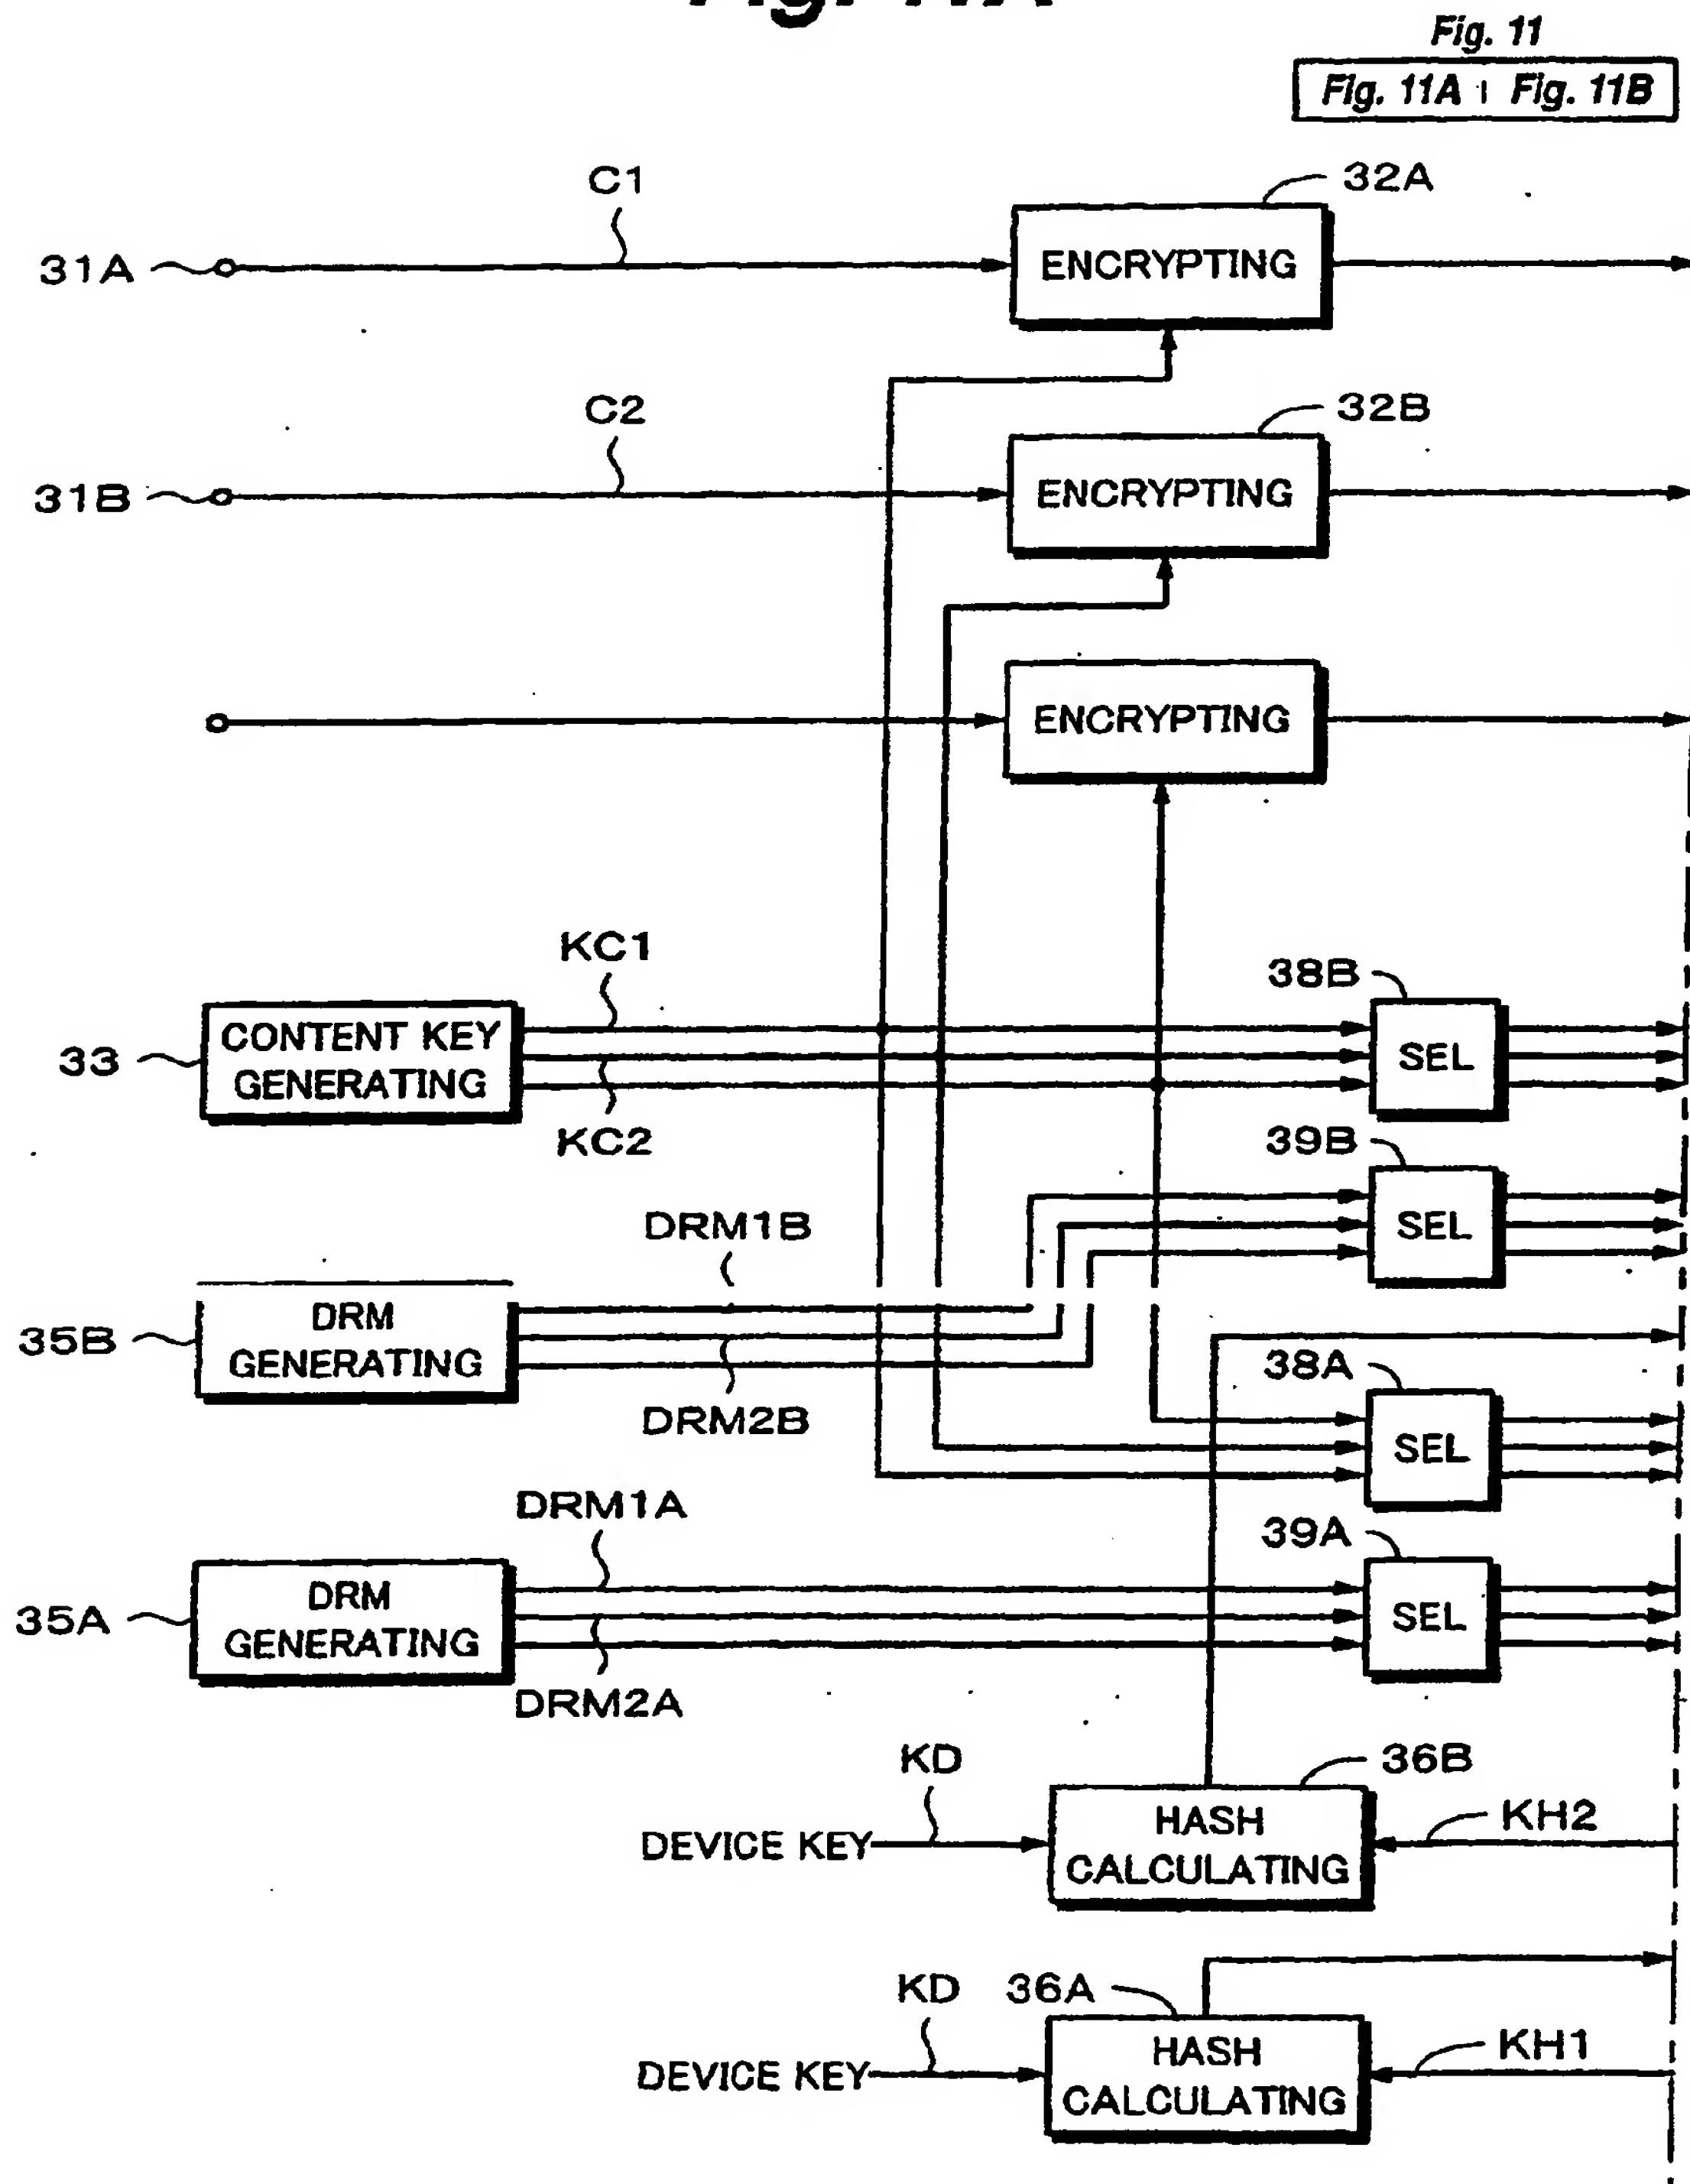 Fig. 11A
Fig. 11
Fig. 11A Fig. 11B
C1
32A
31A
ENCRYPTING
C2
32B
31B
ENCRYPTING
ENCRYPTING
KC1
38B
33
CONTENT KEY
GENERATING
SEL
KC2
39B
DRM1B
SEL
35B
DRM
GENERATING
38A
DRM2B
SEL
DRM1A
39A
35A
DRM
GENERATING
SEL
DRM2A
KD
36B
DEVICE KEY
HASH
CALCULATING
KH2
KD
36A
DEVICE KEY
HASH
CALCULATING
KH1